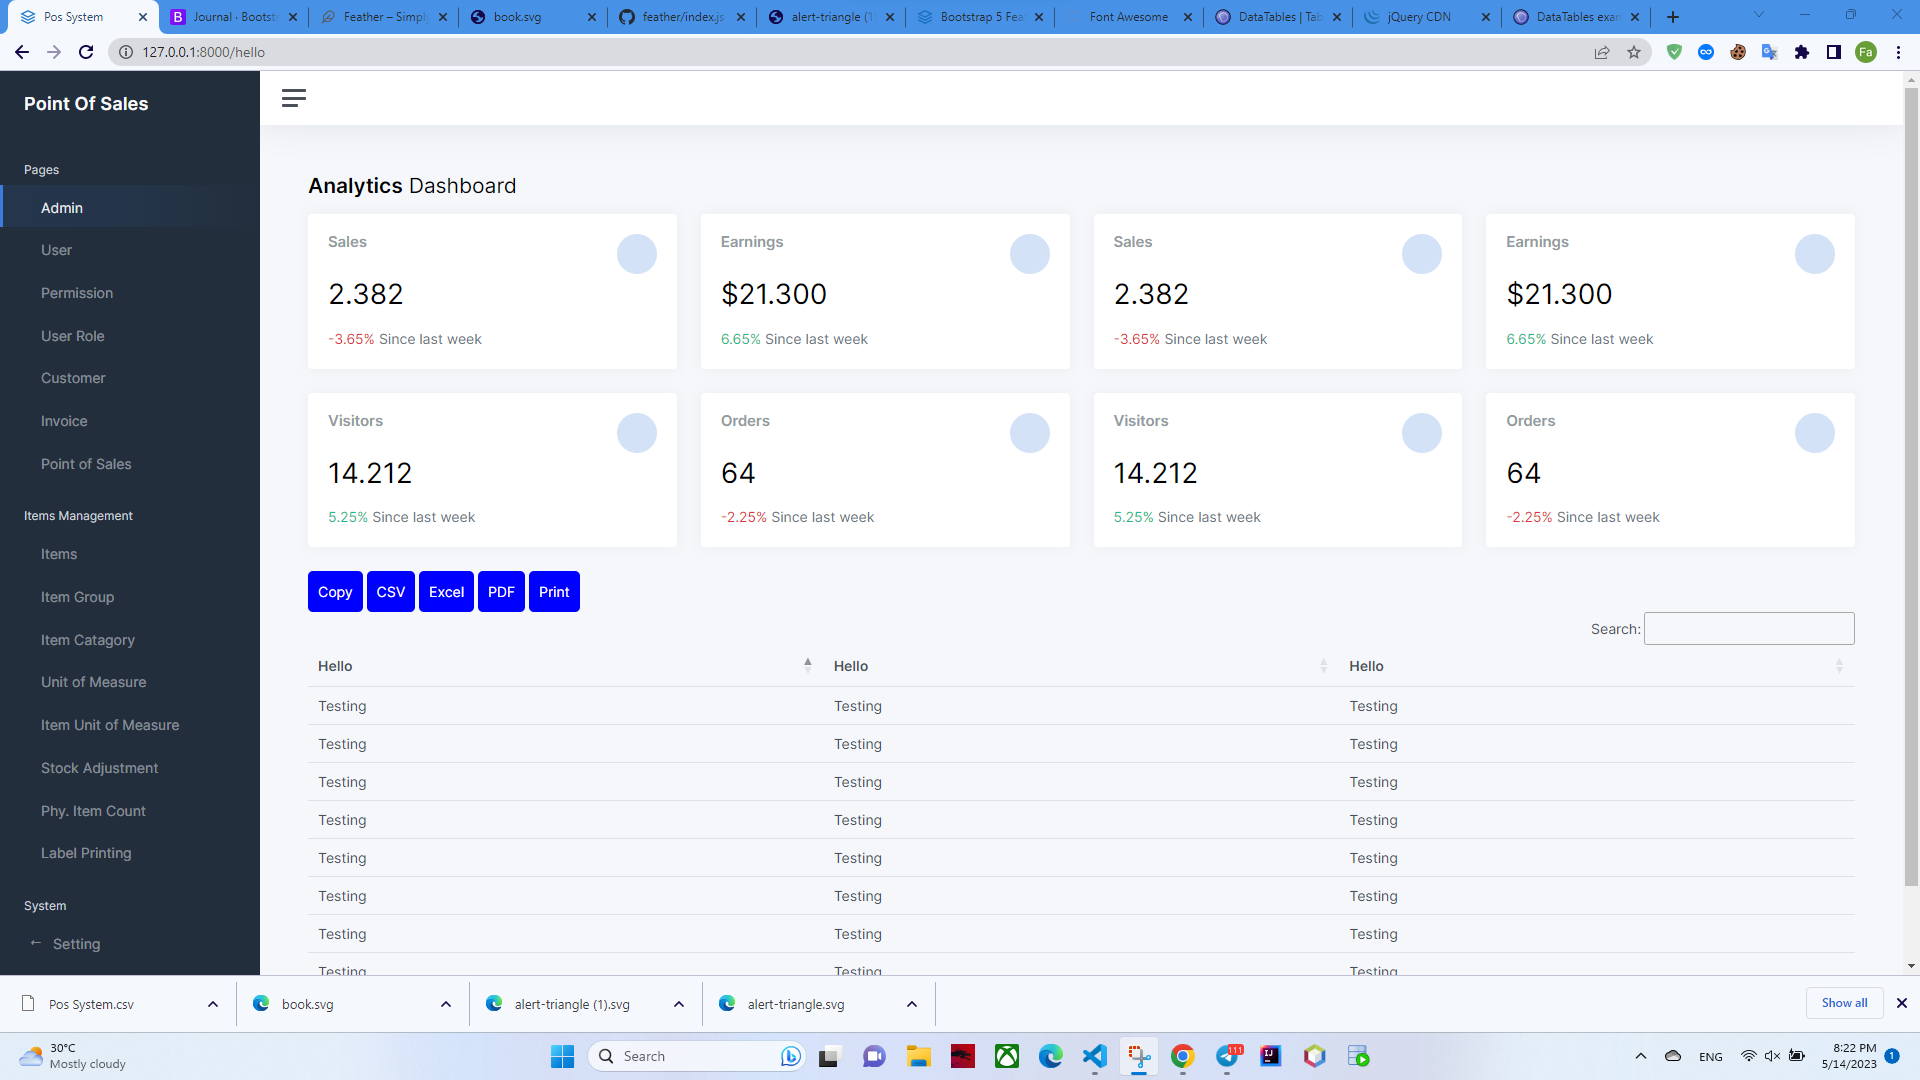 Pos System
Journal · Bootst
Feather – Simply
book.svg
feather/index.js
alert-triangle (1
Bootstrap 5 Fea
Font Awesome
DataTables | Tab
jQuery CDN
DataTables exam
127.0.0.1:8000/hello
Fa
Point Of Sales
Pages
Admin
User
Permission
User Role
Customer
Invoice
Point of Sales
Items Management
Items
Item Group
Item Catagory
Unit of Measure
Item Unit of Measure
Stock Adjustment
Phy. Item Count
Label Printing
System
Setting
Analytics Dashboard
Sales
2.382
-3.65% Since last week
Earnings
$21.300
6.65% Since last week
Sales
2.382
-3.65% Since last week
Earnings
$21.300
6.65% Since last week
Visitors
14.212
5.25% Since last week
Orders
64
-2.25% Since last week
Visitors
14.212
5.25% Since last week
Orders
64
-2.25% Since last week
Copy CSV Excel PDF Print
Search:
Hello Hello Hello
Testing Testing Testing
Testing Testing Testing
Testing Testing Testing
Testing Testing Testing
Testing Testing Testing
Testing Testing Testing
Testing Testing Testing
Testing Testing Testing
Pos System.csv
book.svg
alert-triangle (1).svg
alert-triangle.svg
Show all
30°C
Mostly cloudy
Search
111
ENG
8:22 PM
5/14/2023
1